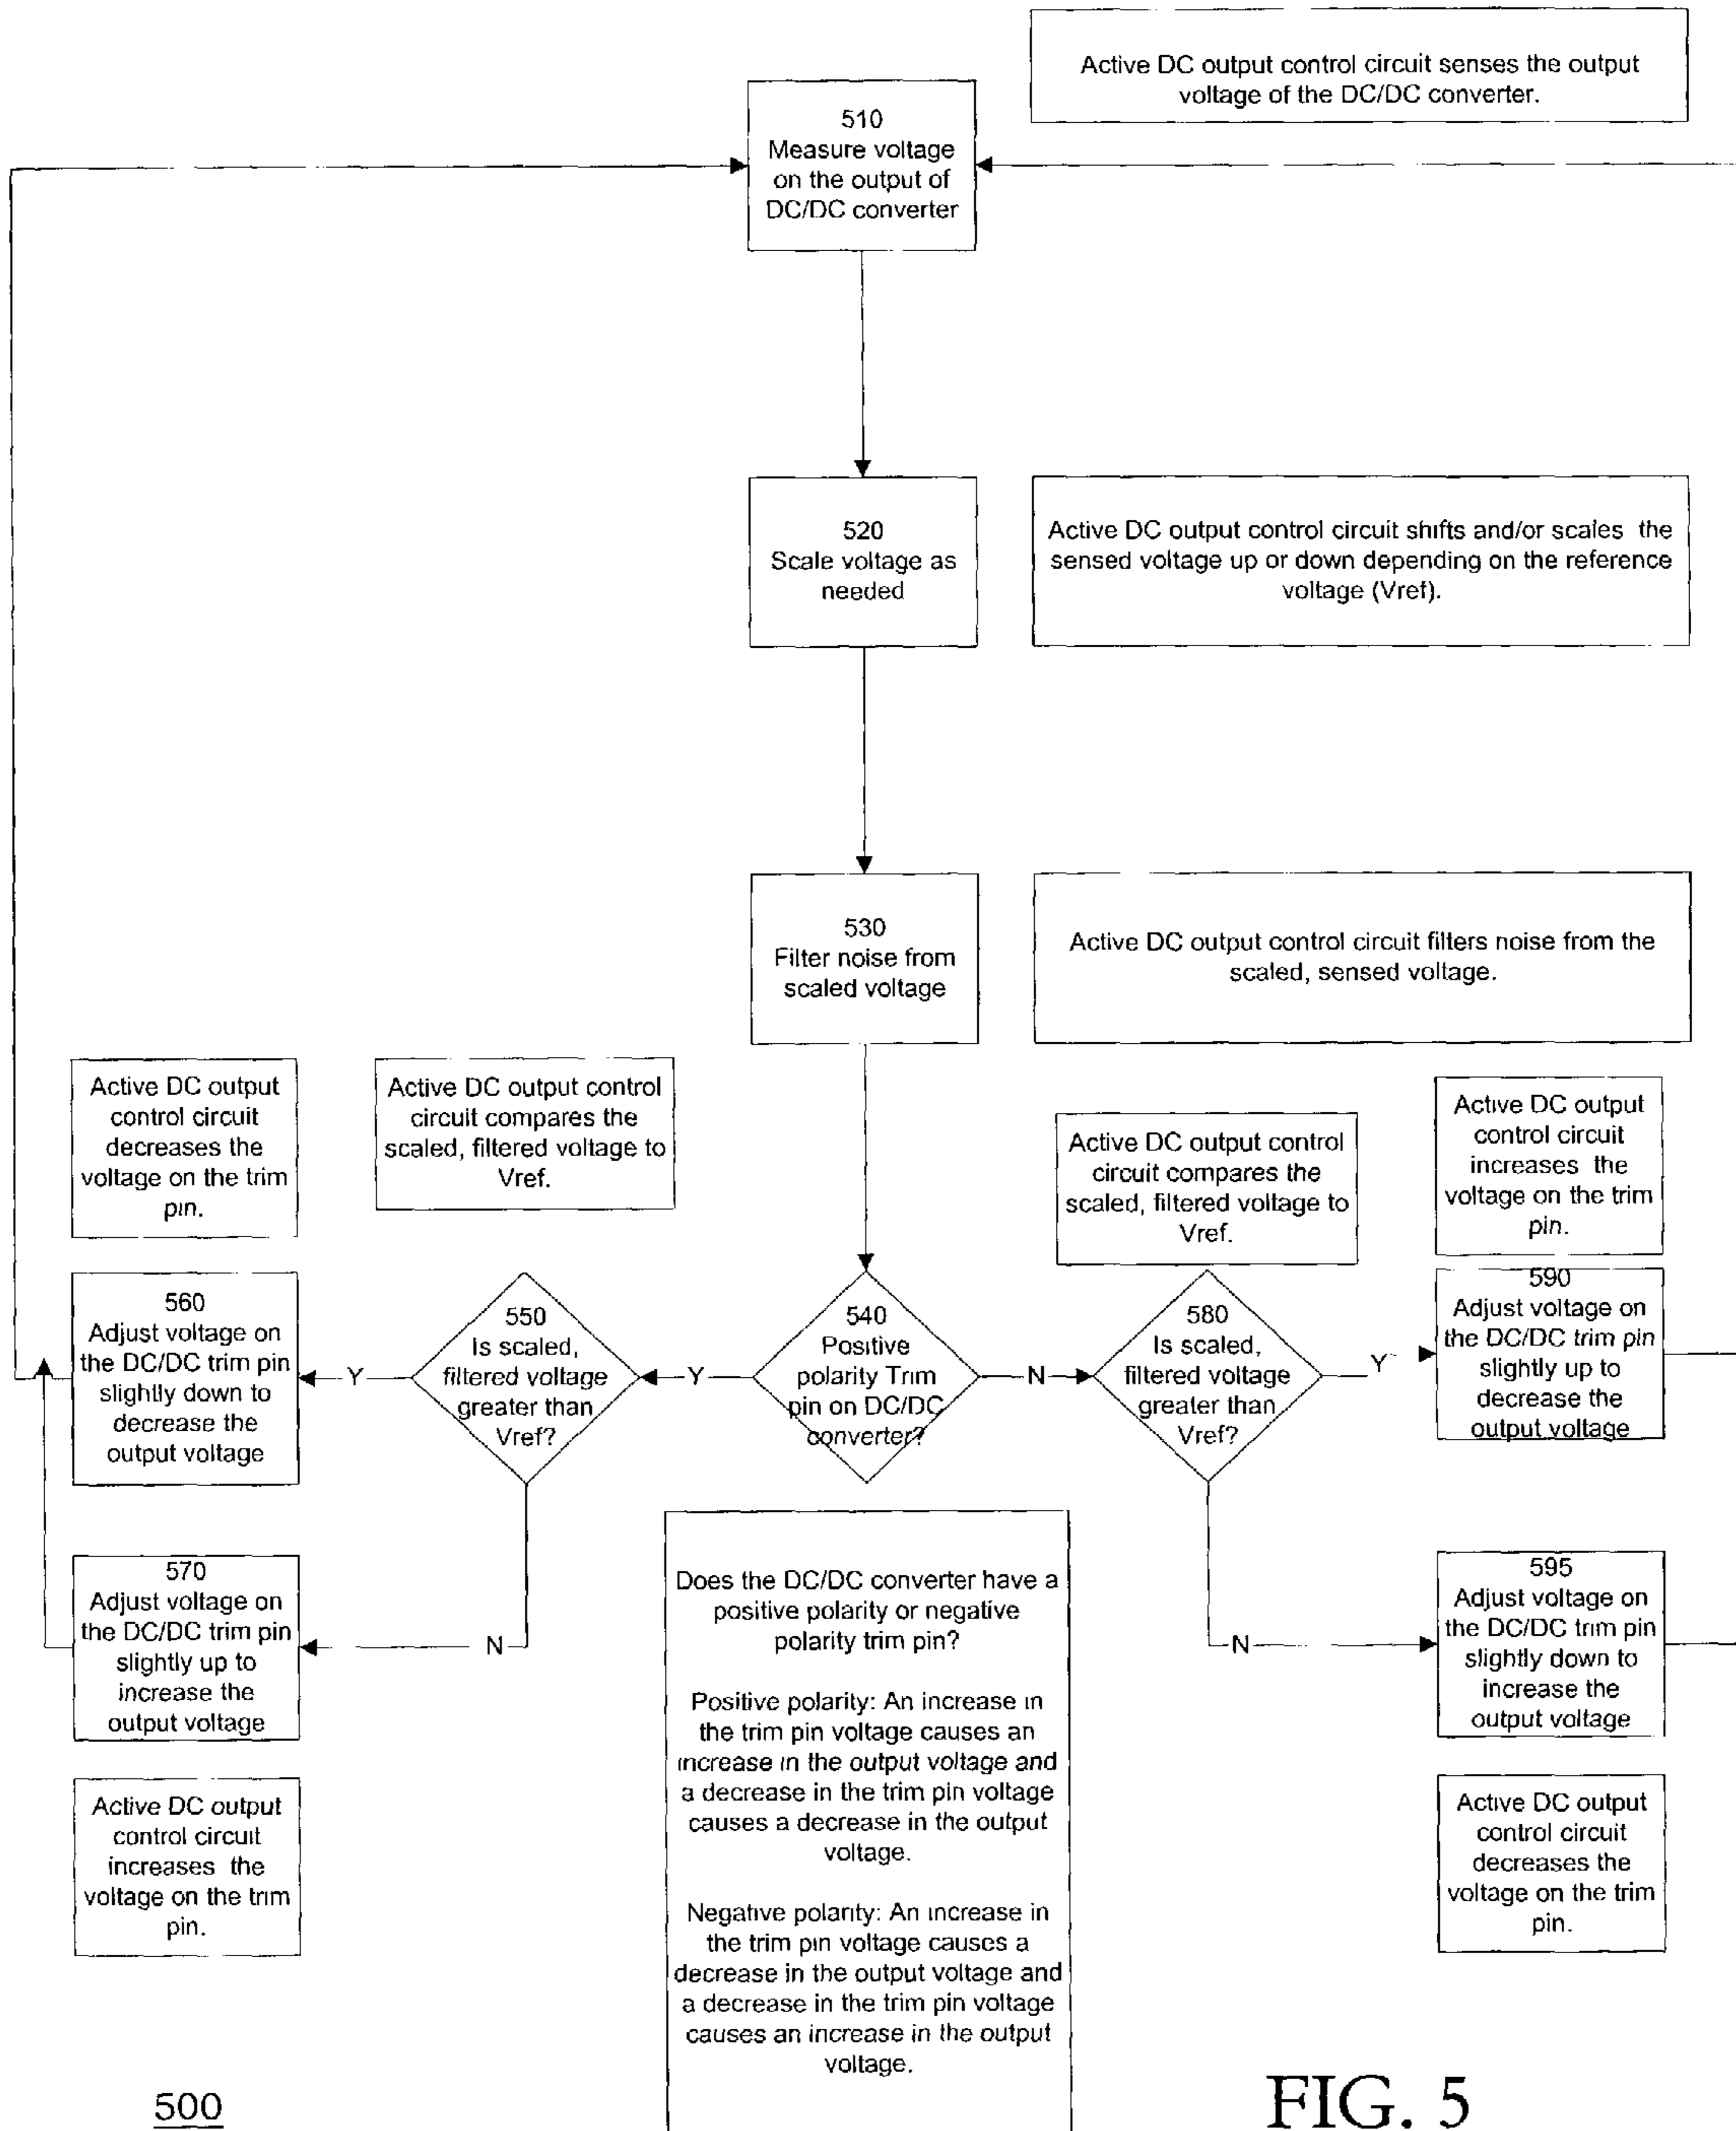 Active DC output control circuit senses the output
voltage of the DC/DC converter.
510
Measure voltage
on the output of
DC/DC converter
520
Scale voltage as
needed
Active DC output control circuit shifts and/or scales the
sensed voltage up or down depending on the reference
voltage (Vref).
530
Filter noise from
scaled voltage
Active DC output control circuit filters noise from the
scaled, sensed voltage.
Active DC output
control circuit
decreases the
voltage on the trim
pin.
Active DC output control
circuit compares the
scaled, filtered voltage to
Vref.
Active DC output control
circuit compares the
scaled, filtered voltage to
Vref.
Active DC output
control circuit
increases the
voltage on the trim
pin.
560
Adjust voltage on
the DC/DC trim pin
slightly down to
decrease the
output voltage
Y
550
Is scaled,
filtered voltage
greater than
Vref?
Y
540
Positive
polarity Trim
pin on DC/DC
converter?
N
580
Is scaled,
filtered voltage
greater than
Vref?
Y
590
Adjust voltage on
the DC/DC trim pin
slightly up to
decrease the
output voltage
570
Adjust voltage on
the DC/DC trim pin
slightly up to
increase the
output voltage
N
Does the DC/DC converter have a
positive polarity or negative
polarity trim pin?
Positive polarity: An increase in
the trim pin voltage causes an
increase in the output voltage and
a decrease in the trim pin voltage
causes a decrease in the output
voltage.
Negative polarity: An increase in
the trim pin voltage causes a
decrease in the output voltage and
a decrease in the trim pin voltage
causes an increase in the output
voltage.
N
595
Adjust voltage on
the DC/DC trim pin
slightly down to
increase the
output voltage
Active DC output
control circuit
increases the
voltage on the trim
pin.
Active DC output
control circuit
decreases the
voltage on the trim
pin.
500
FIG. 5